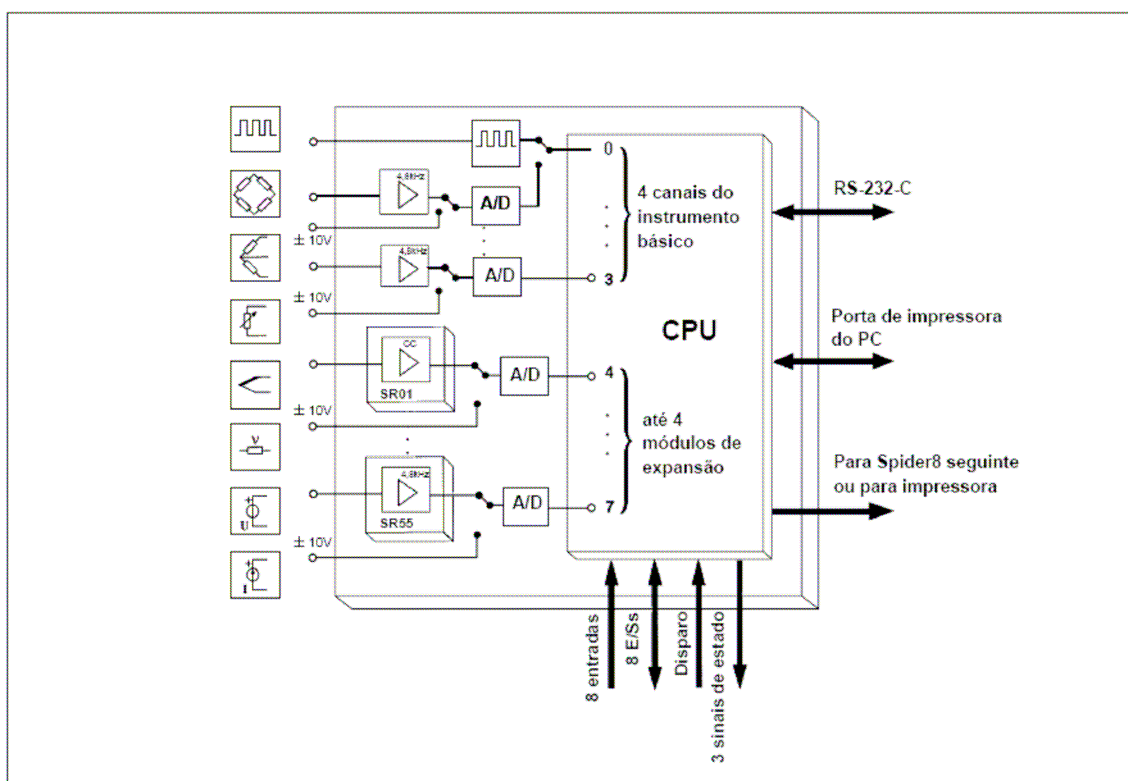 0
4,8kHz
A/D
± 10V
4 canais do
instrumento
básico
RS-232-C
4,8kHz
A/D
3
± 10V
CPU
Porta de impressora
do PC
CC
SR01
A/D
4
± 10V
até 4
módulos de
expansão
V
4,8KHz
SR55
A/D
7
Para Spider8 seguinte
ou para impressora
U
± 10V
I
8 entradas
8 E/Ss
Disparo
3 sinais de estado